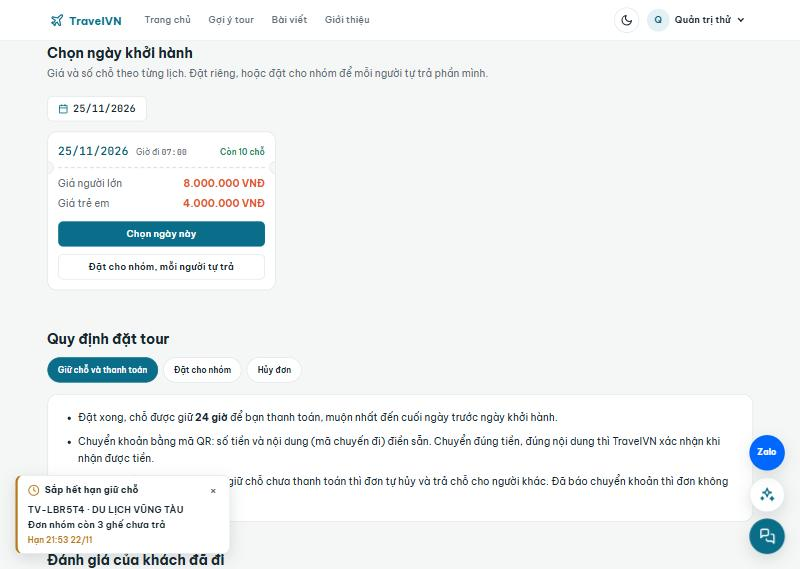 TravelVN
Trang chủ
Gợi ý tour
Bài viết
Giới thiệu
Q
Quản trị thử
Chọn ngày khởi hành
Giá và số chỗ theo từng lịch. Đặt riêng, hoặc đặt cho nhóm để mỗi người tự trả phần mình.
25/11/2026
25/11/2026 Giờ đi 07:00 Còn 10 chỗ
Giá người lớn 8.000.000 VNĐ
Giá trẻ em 4.000.000 VNĐ
Chọn ngày này
Đặt cho nhóm, mỗi người tự trả
Quy định đặt tour
Giữ chỗ và thanh toán
Đặt cho nhóm
Hủy đơn
• Đặt xong, chỗ được giữ 24 giờ để bạn thanh toán, muộn nhất đến cuối ngày trước ngày khởi hành.
• Chuyển khoản bằng mã QR: số tiền và nội dung (mã chuyến đi) điền sẵn. Chuyển đúng tiền, đúng nội dung thì TravelVN xác nhận khi
nhận được tiền.
giữ chỗ chưa thanh toán thì đơn tự hủy và trả chỗ cho người khác. Đã báo chuyển khoản thì đơn không
Sắp hết hạn giữ chỗ ×
TV-LBR5T4 · DU LỊCH VŨNG TÀU
Đơn nhóm còn 3 ghế chưa trả
Hạn 21:53 22/11
Zalo
Đánh giá của khách đã đi